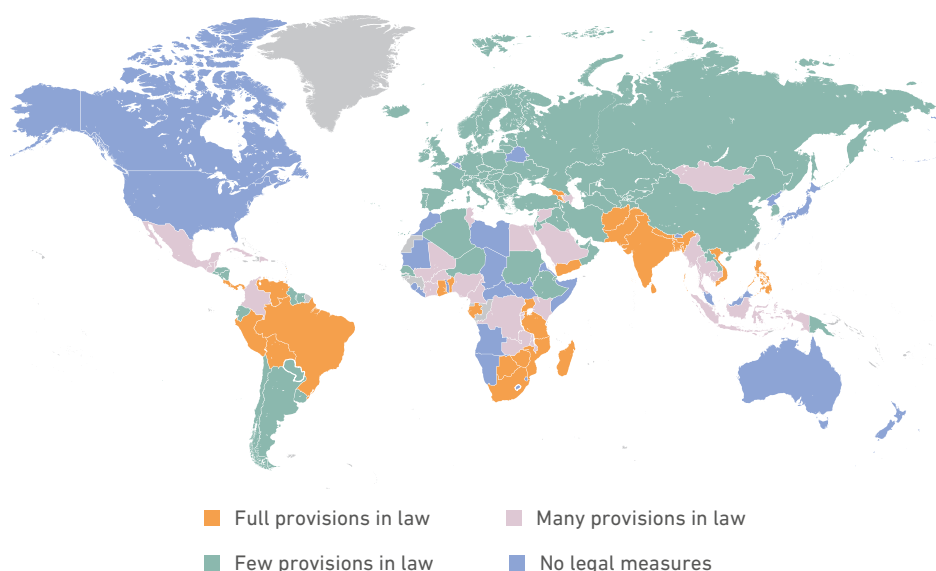 Full provisions in law
Many provisions in law
Few provisions in law
No legal measures